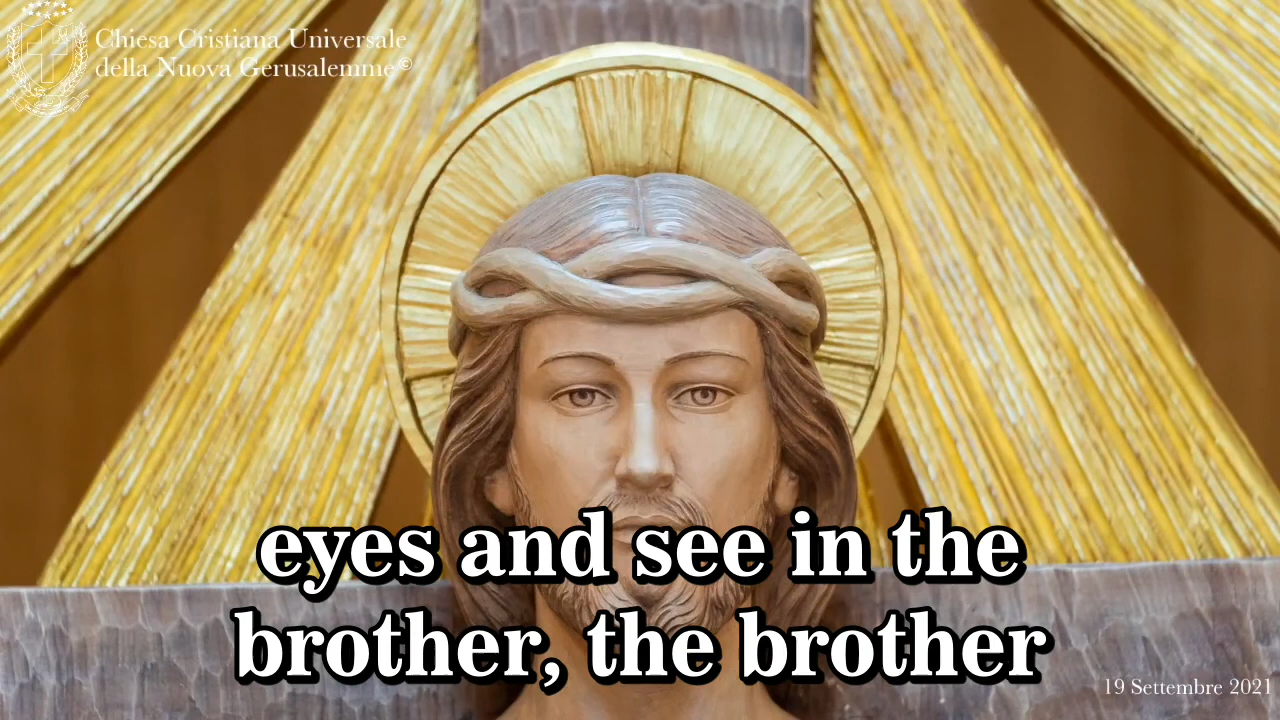 Chiesa Cristiana Universale
della Nuova Gerusalemme©
eyes and see in the
brother, the brother
19 Settembre 2021